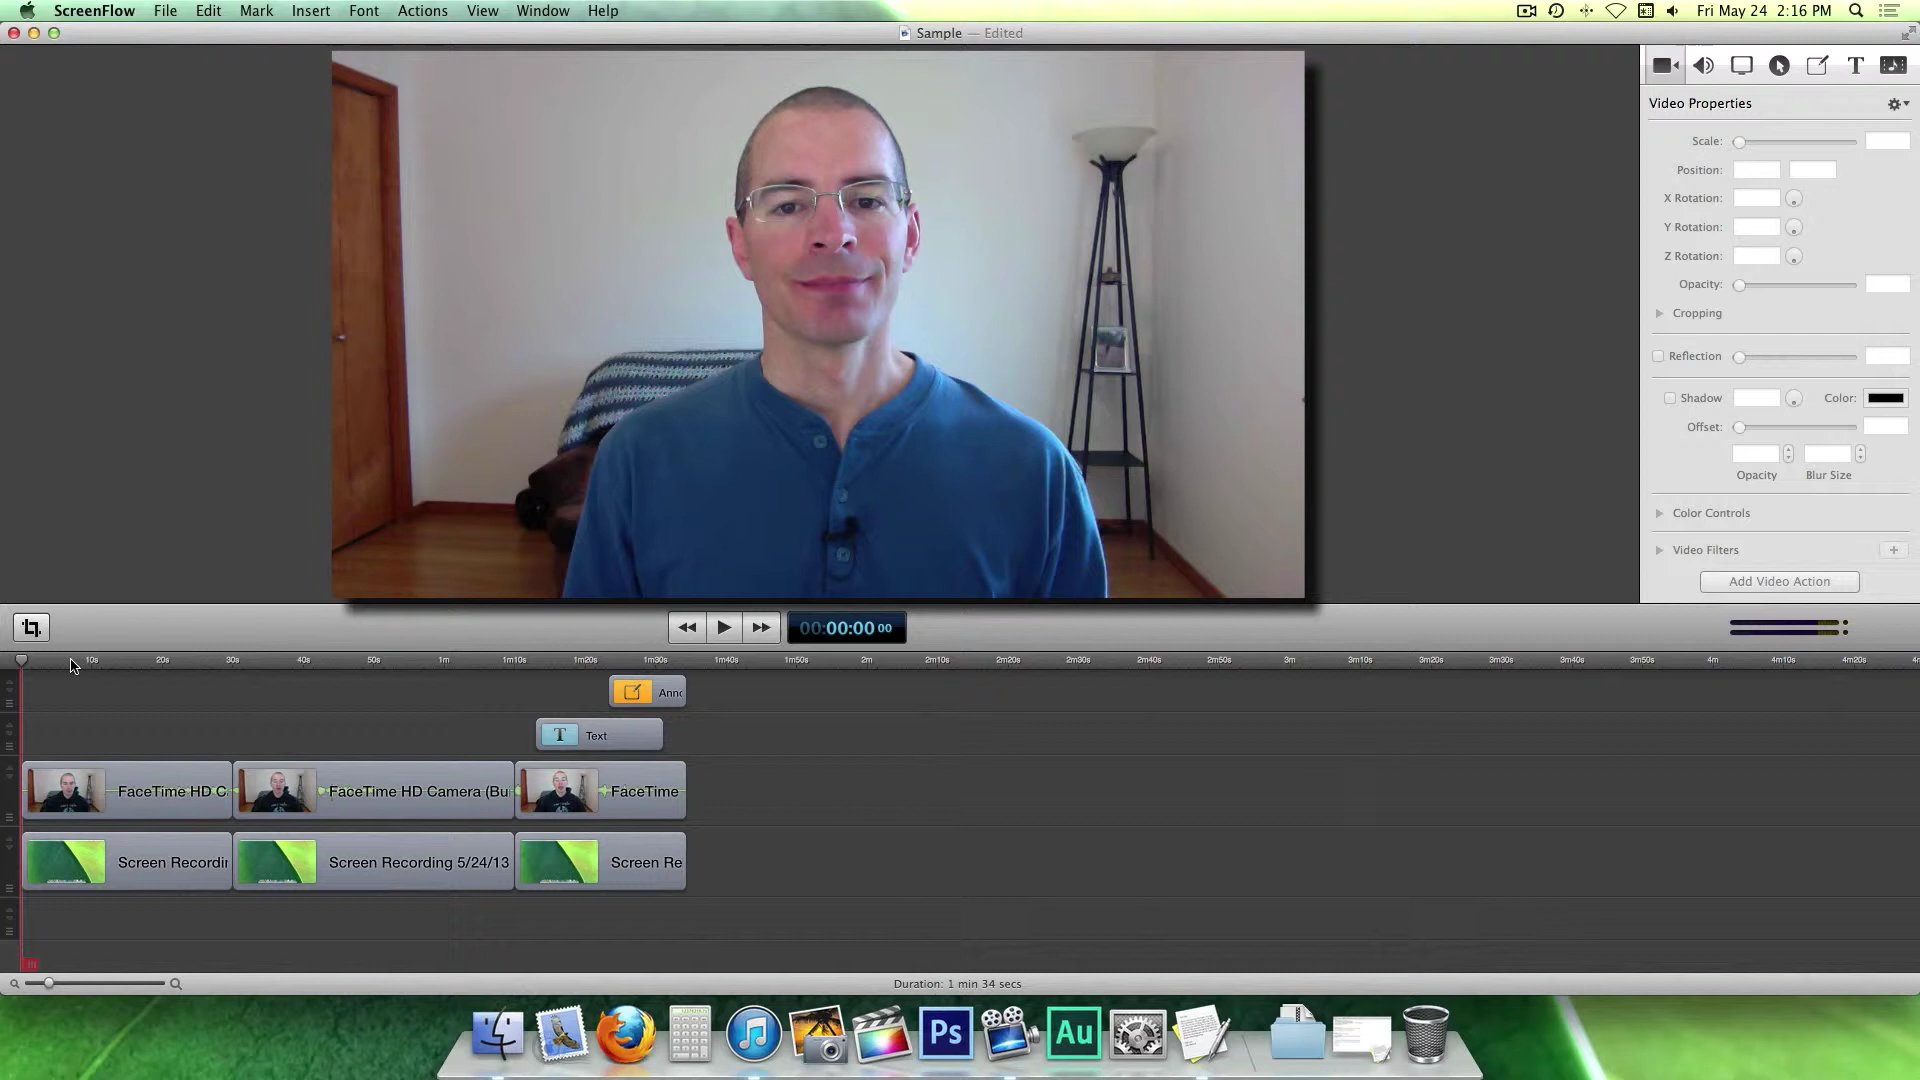 ScreenFlow File Edit Mark Insert Font Actions View Window Help Fri May 24 2:16 PM
Sample — Edited
Video Properties
Scale:
Position:
X Rotation:
Y Rotation:
Z Rotation:
Opacity:
Cropping
Reflection
Shadow Color:
Offset:
Opacity Blur Size
Color Controls
Video Filters
Add Video Action
00:00:00 00
10s 20s 30s 40s 50s 1m 1m10s 1m20s 1m30s 1m40s 1m50s 2m 2m10s 2m20s 2m30s 2m40s 2m50s 3m 3m10s 3m20s 3m30s 3m40s 3m50s 4m 4m10s 4m20s 4m
Anno
T Text
FaceTime HD C FaceTime HD Camera (Bu FaceTime
Screen Recordin Screen Recording 5/24/13 Screen Re
Duration: 1 min 34 secs
Ps Au